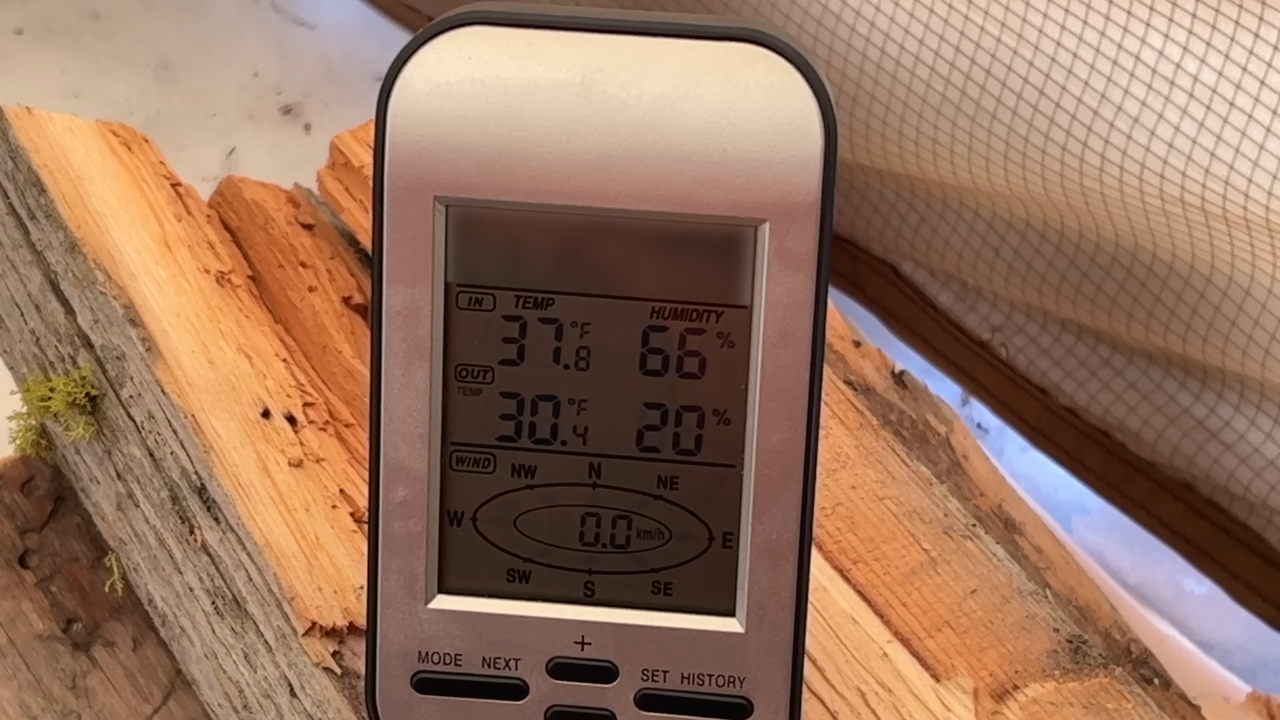 IN TEMP HUMIDITY
37.8 °F 66 %
OUT
TEMP
30.4 °F 20 %
WIND NW N NE
W 0.0 km/h E
SW S SE
+
MODE NEXT SET HISTORY